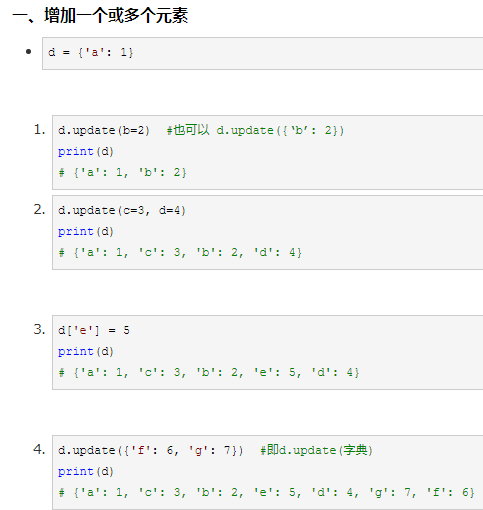 一、增加一个或多个元素
d = {'a': 1}
1. d.update(b=2)  #也可以 d.update({‘b’: 2})
print(d)
# {'a': 1, 'b': 2}
2. d.update(c=3, d=4)
print(d)
# {'a': 1, 'c': 3, 'b': 2, 'd': 4}
3. d['e'] = 5
print(d)
# {'a': 1, 'c': 3, 'b': 2, 'e': 5, 'd': 4}
4. d.update({'f': 6, 'g': 7})  #即d.update(字典)
print(d)
# {'a': 1, 'c': 3, 'b': 2, 'e': 5, 'd': 4, 'g': 7, 'f': 6}